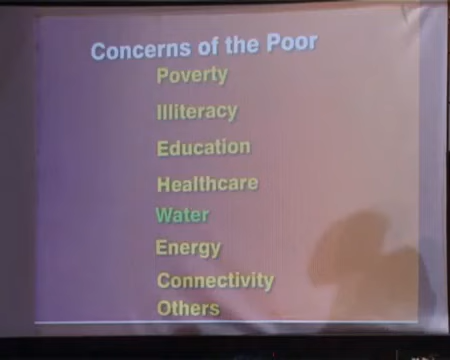 Concerns of the Poor
Poverty
Illiteracy
Education
Healthcare
Water
Energy
Connectivity
Others